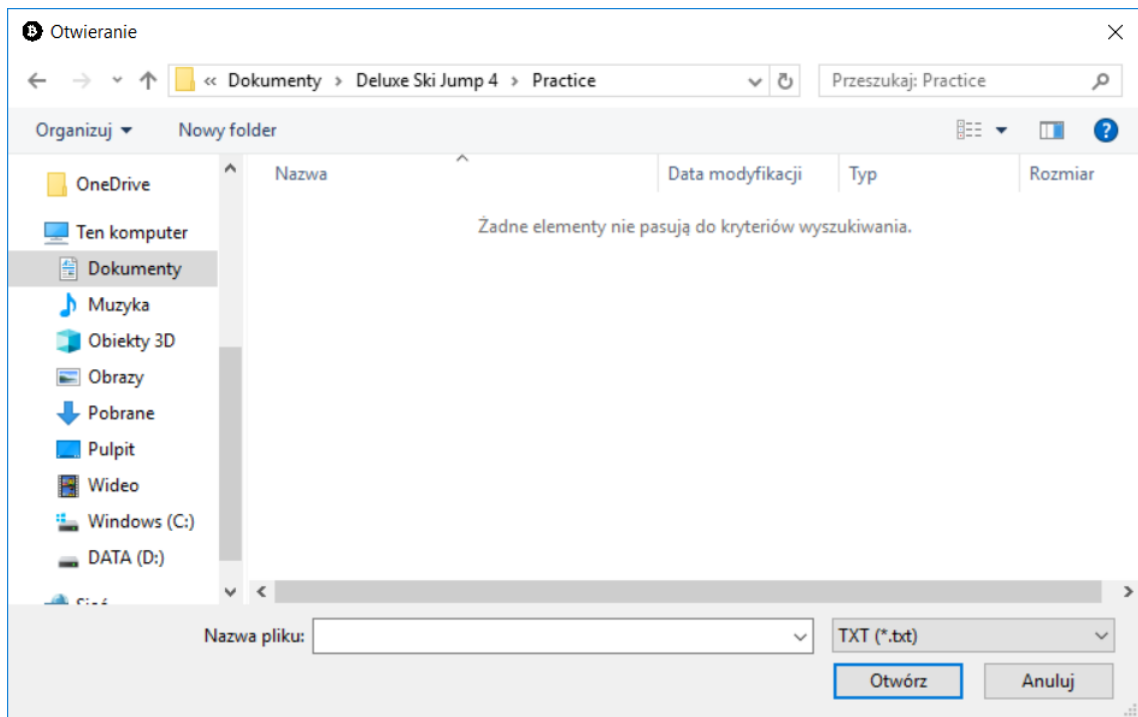 Otwieranie
« Dokumenty > Deluxe Ski Jump 4 > Practice
Przeszukaj: Practice
Organizuj
Nowy folder
Nazwa
Data modyfikacji
Typ
Rozmiar
Żadne elementy nie pasują do kryteriów wyszukiwania.
OneDrive
Ten komputer
Dokumenty
Muzyka
Obiekty 3D
Obrazy
Pobrane
Pulpit
Wideo
Windows (C:)
DATA (D:)
Nazwa pliku:
TXT (*.txt)
Otwórz
Anuluj